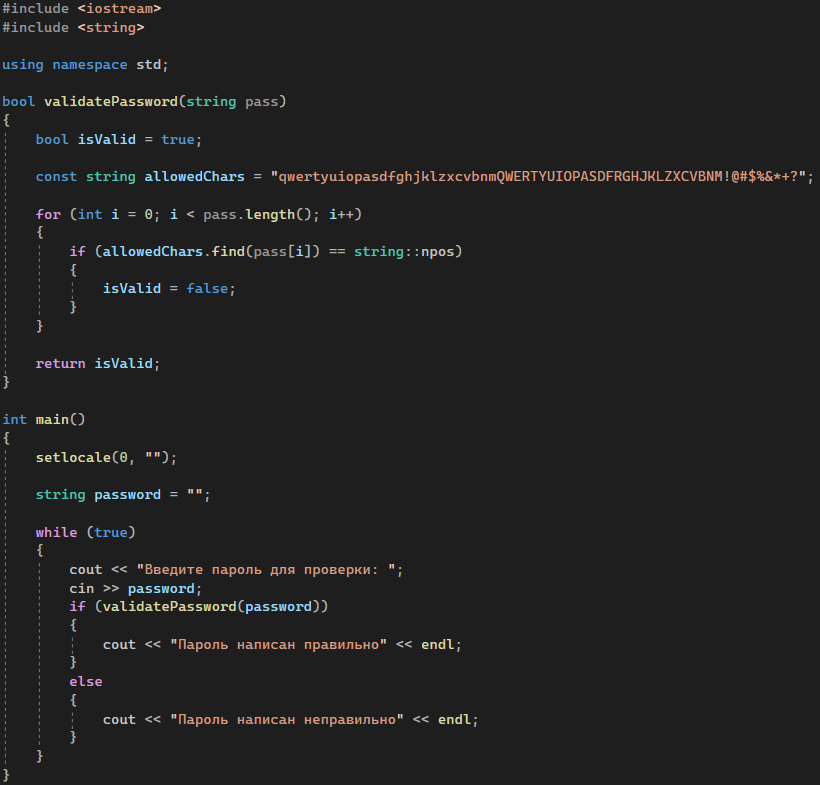 #include <iostream>
#include <string>
using namespace std;
bool validatePassword(string pass)
{
bool isValid = true;
const string allowedChars = "qwertyuiopasdfghjklzxcvbnmQWERTYUIOPASDFRGHJKLZXCVBNM!@#$%&*+?";
for (int i = 0; i < pass.length(); i++)
{
if (allowedChars.find(pass[i]) == string::npos)
{
isValid = false;
}
}
return isValid;
}
int main()
{
setlocale(0, "");
string password = "";
while (true)
{
cout << "Введите пароль для проверки: ";
cin >> password;
if (validatePassword(password))
{
cout << "Пароль написан правильно" << endl;
}
else
{
cout << "Пароль написан неправильно" << endl;
}
}
}